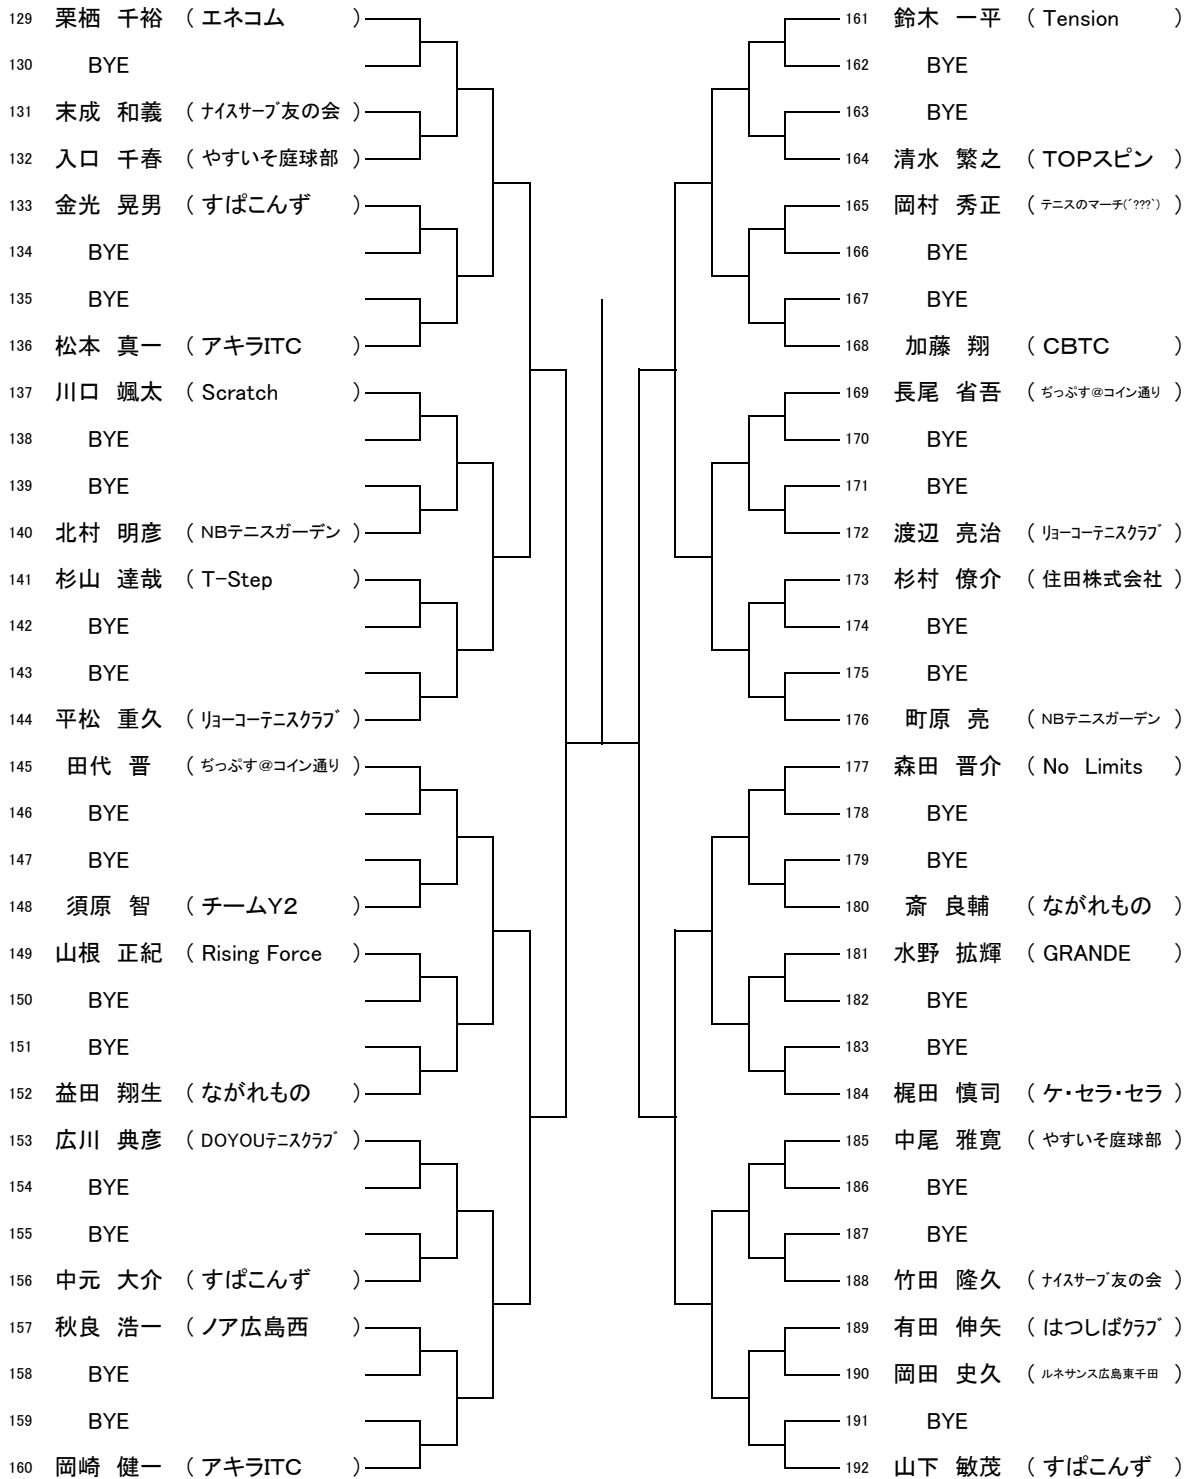 129 栗栖 千裕 （ エネコム ）
130 BYE
131 末成 和義 （ ﾅｲｽｻｰﾌﾞ友の会 ）
132 入口 千春 （ やすいそ庭球部 ）
133 金光 晃男 （ すぱこんず ）
134 BYE
135 BYE
136 松本 真一 （ アキラITC ）
137 川口 颯太 （ Scratch ）
138 BYE
139 BYE
140 北村 明彦 （ NBテニスガーデン ）
141 杉山 達哉 （ T-Step ）
142 BYE
143 BYE
144 平松 重久 （ ﾘｮｰｺｰﾃﾆｽｸﾗﾌﾞ ）
145 田代 晋 （ ぢっぷす＠コイン通り ）
146 BYE
147 BYE
148 須原 智 （ チームY2 ）
149 山根 正紀 （ Rising Force ）
150 BYE
151 BYE
152 益田 翔生 （ ながれもの ）
153 広川 典彦 （ DOYOUﾃﾆｽｸﾗﾌﾞ ）
154 BYE
155 BYE
156 中元 大介 （ すぱこんず ）
157 秋良 浩一 （ ノア広島西 ）
158 BYE
159 BYE
160 岡崎 健一 （ アキラITC ）
161 鈴木 一平 （ Tension ）
162 BYE
163 BYE
164 清水 繁之 （ TOPスピン ）
165 岡村 秀正 （ テニスのマーチ(´???`) ）
166 BYE
167 BYE
168 加藤 翔 （ CBTC ）
169 長尾 省吾 （ ぢっぷす＠コイン通り ）
170 BYE
171 BYE
172 渡辺 亮治 （ ﾘｮｰｺｰﾃﾆｽｸﾗﾌﾞ ）
173 杉村 僚介 （ 住田株式会社 ）
174 BYE
175 BYE
176 町原 亮 （ NBテニスガーデン ）
177 森田 晋介 （ No Limits ）
178 BYE
179 BYE
180 斎 良輔 （ ながれもの ）
181 水野 拡輝 （ GRANDE ）
182 BYE
183 BYE
184 梶田 慎司 （ ケ・セラ・セラ ）
185 中尾 雅寛 （ やすいそ庭球部 ）
186 BYE
187 BYE
188 竹田 隆久 （ ﾅｲｽｻｰﾌﾞ友の会 ）
189 有田 伸矢 （ はつしばｸﾗﾌﾞ ）
190 岡田 史久 （ ルネサンス広島東千田 ）
191 BYE
192 山下 敏茂 （ すぱこんず ）